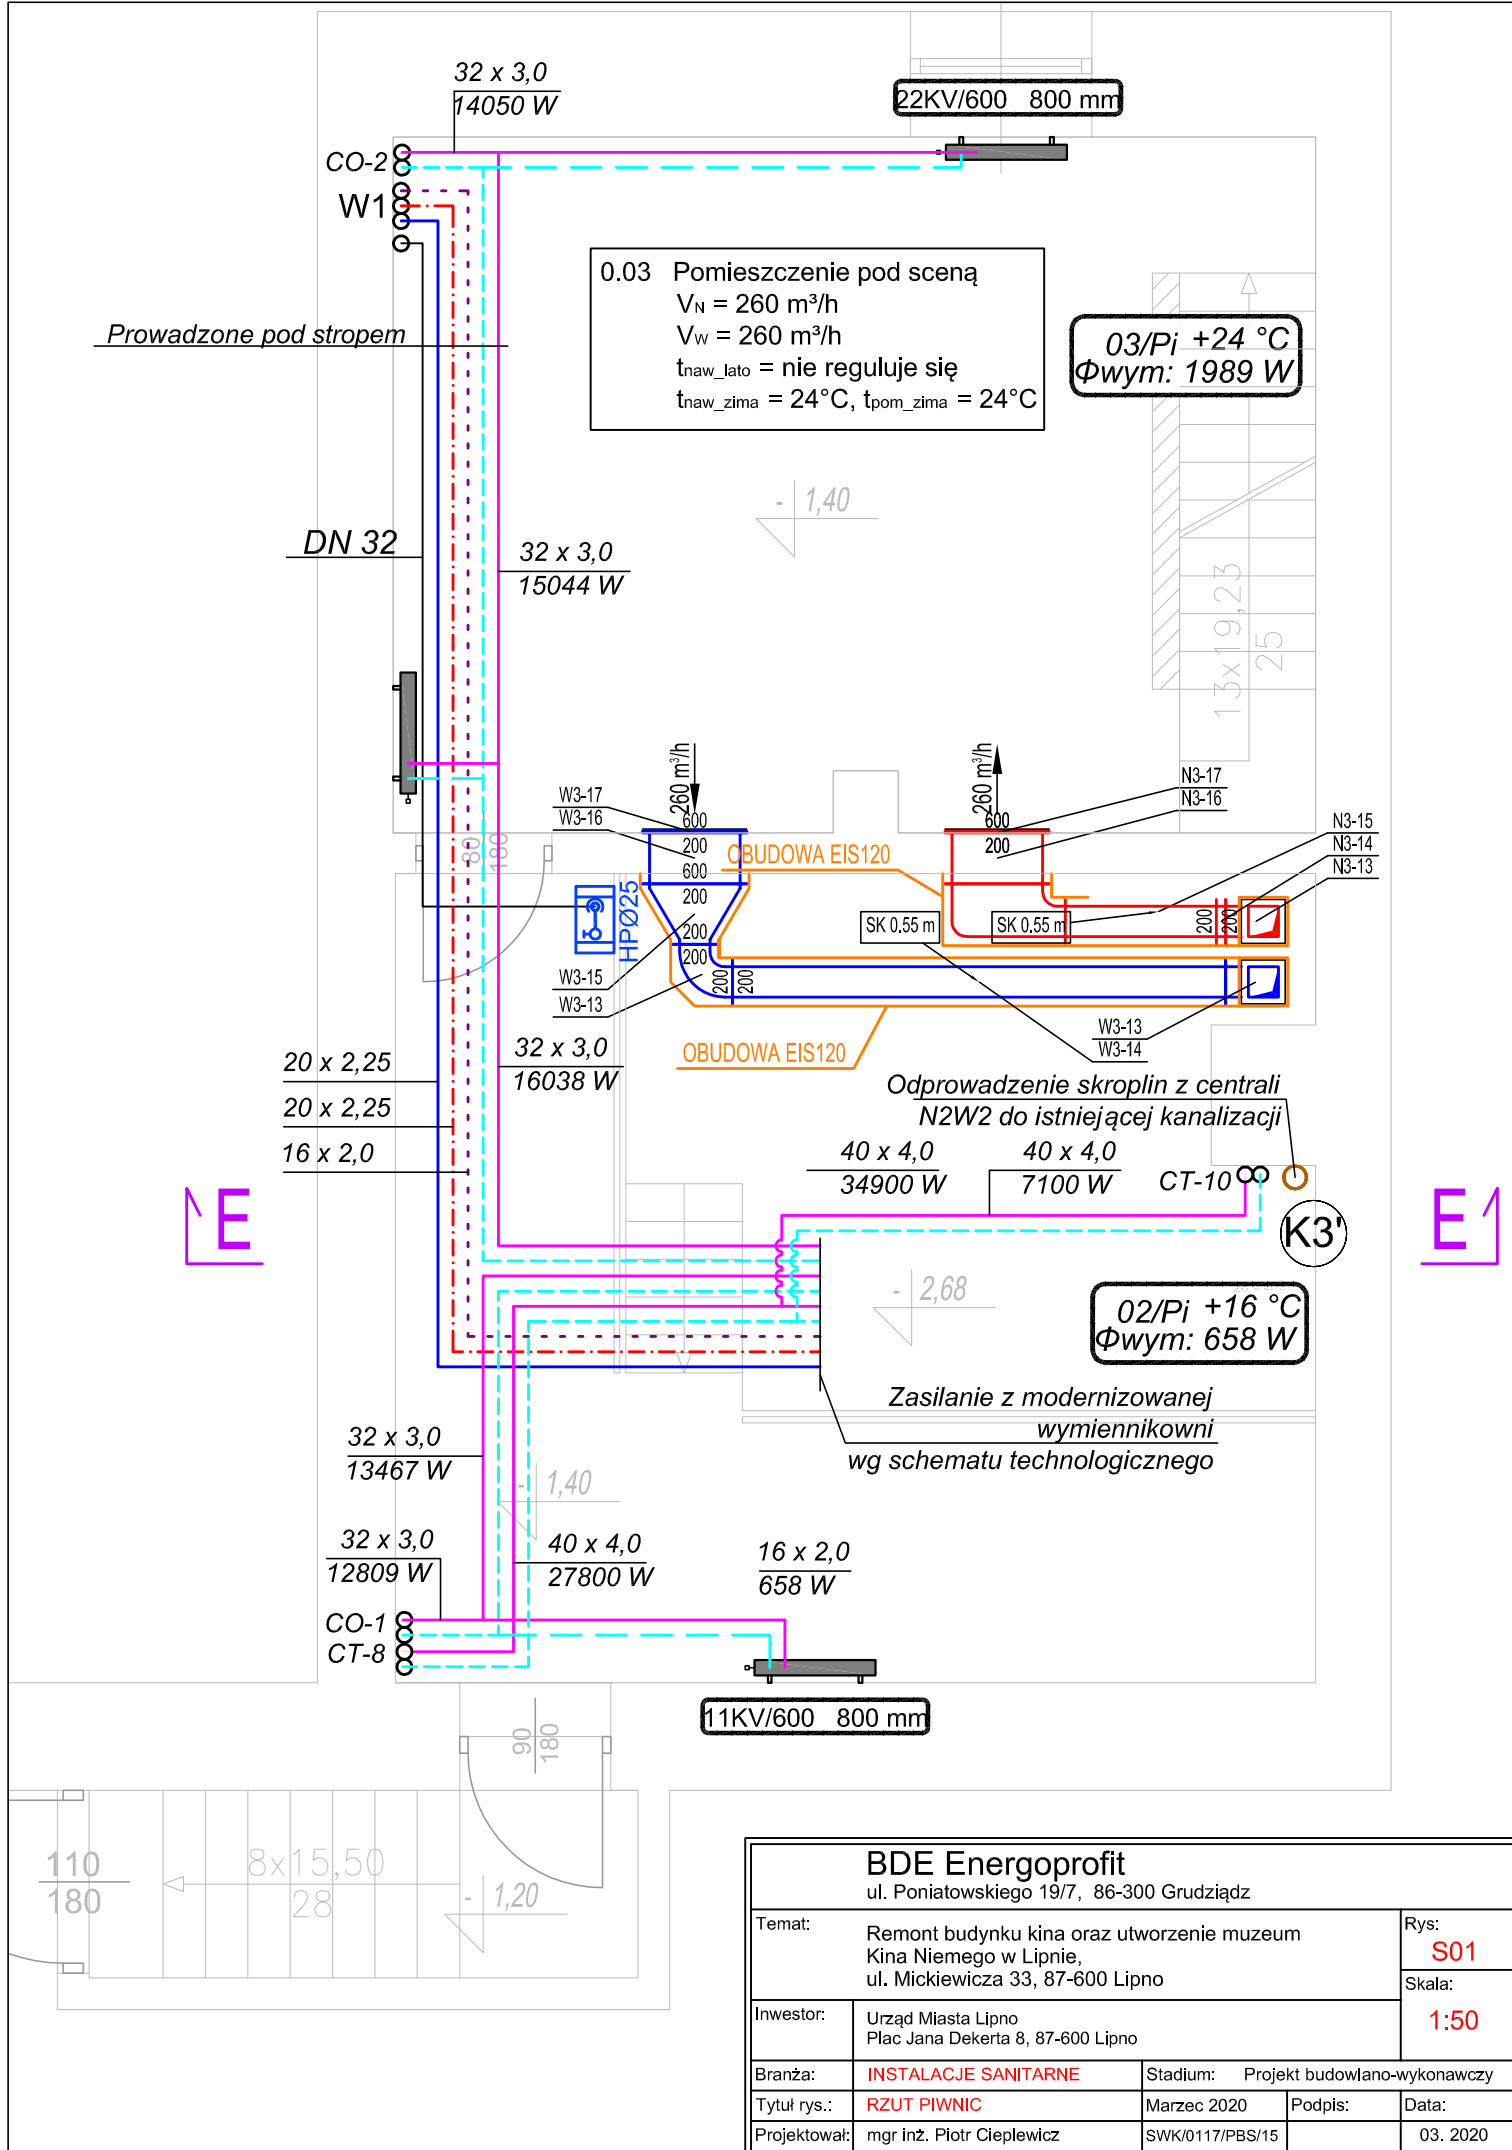 32 x 3,0
14050 W
22KV/600 800 mm
CO-2
W1
0.03 Pomieszczenie pod sceną
VN = 260 m³/h
VW = 260 m³/h
tnaw_lato = nie reguluje się
tnaw_zima = 24°C, tpom_zima = 24°C
Prowadzone pod stropem
03/Pi +24 °C
Φwym: 1989 W
- 1,40
DN 32
32 x 3,0
15044 W
13x19,23
25
260 m³/h
260 m³/h
W3-17
W3-16
600
200
600
200
200
200
200
200
600
200
N3-17
N3-16
N3-15
N3-14
N3-13
80
180
OBUDOWA EIS120
HPØ25
SK 0.55 m
SK 0.55 m
200
200
W3-15
W3-13
W3-13
W3-14
OBUDOWA EIS120
32 x 3,0
16038 W
20 x 2,25
20 x 2,25
16 x 2,0
Odprowadzenie skroplin z centrali
N2W2 do istniejącej kanalizacji
40 x 4,0
34900 W
40 x 4,0
7100 W
CT-10
K3'
E
E
- 2,68
02/Pi +16 °C
Φwym: 658 W
Zasilanie z modernizowanej
wymiennikowni
wg schematu technologicznego
32 x 3,0
13467 W
- 1,40
32 x 3,0
12809 W
40 x 4,0
27800 W
16 x 2,0
658 W
CO-1
CT-8
11KV/600 800 mm
90
180
110
180
8x15,50
28
- 1,20
BDE Energoprofit
ul. Poniatowskiego 19/7, 86-300 Grudziądz
Temat:
Remont budynku kina oraz utworzenie muzeum
Kina Niemego w Lipnie,
ul. Mickiewicza 33, 87-600 Lipno
Rys:
S01
Skala:
1:50
Inwestor:
Urząd Miasta Lipno
Plac Jana Dekerta 8, 87-600 Lipno
Branża: INSTALACJE SANITARNE Stadium: Projekt budowlano-wykonawczy
Tytuł rys.: RZUT PIWNIC Marzec 2020 Podpis: Data:
Projektował: mgr inż. Piotr Cieplewicz SWK/0117/PBS/15 03. 2020